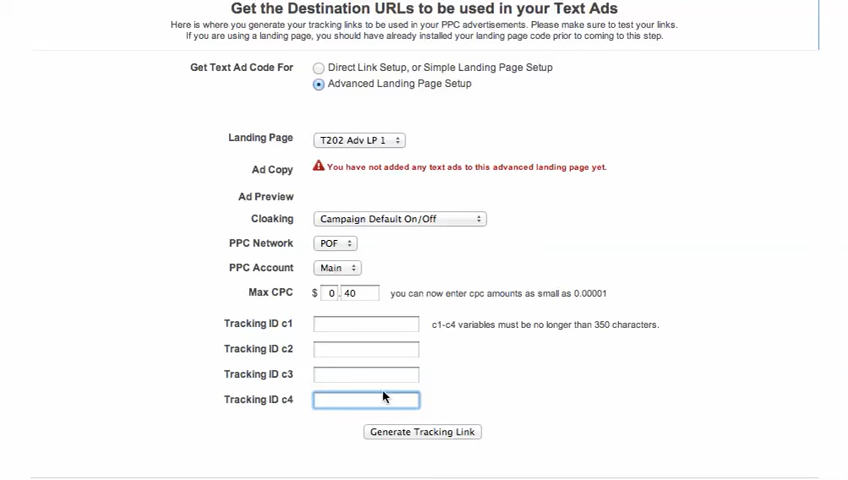 Get the Destination URLs to be used in your Text Ads
Here is where you generate your tracking links to be used in your PPC advertisements. Please make sure to test your links.
If you are using a landing page, you should have already installed your landing page code prior to coming to this step.
Get Text Ad Code For Direct Link Setup, or Simple Landing Page Setup
Advanced Landing Page Setup
Landing Page T202 Adv LP 1
Ad Copy You have not added any text ads to this advanced landing page yet.
Ad Preview
Cloaking Campaign Default On/Off
PPC Network POF
PPC Account Main
Max CPC $ 0 . 40 you can now enter cpc amounts as small as 0.00001
Tracking ID c1 c1-c4 variables must be no longer than 350 characters.
Tracking ID c2
Tracking ID c3
Tracking ID c4
Generate Tracking Link